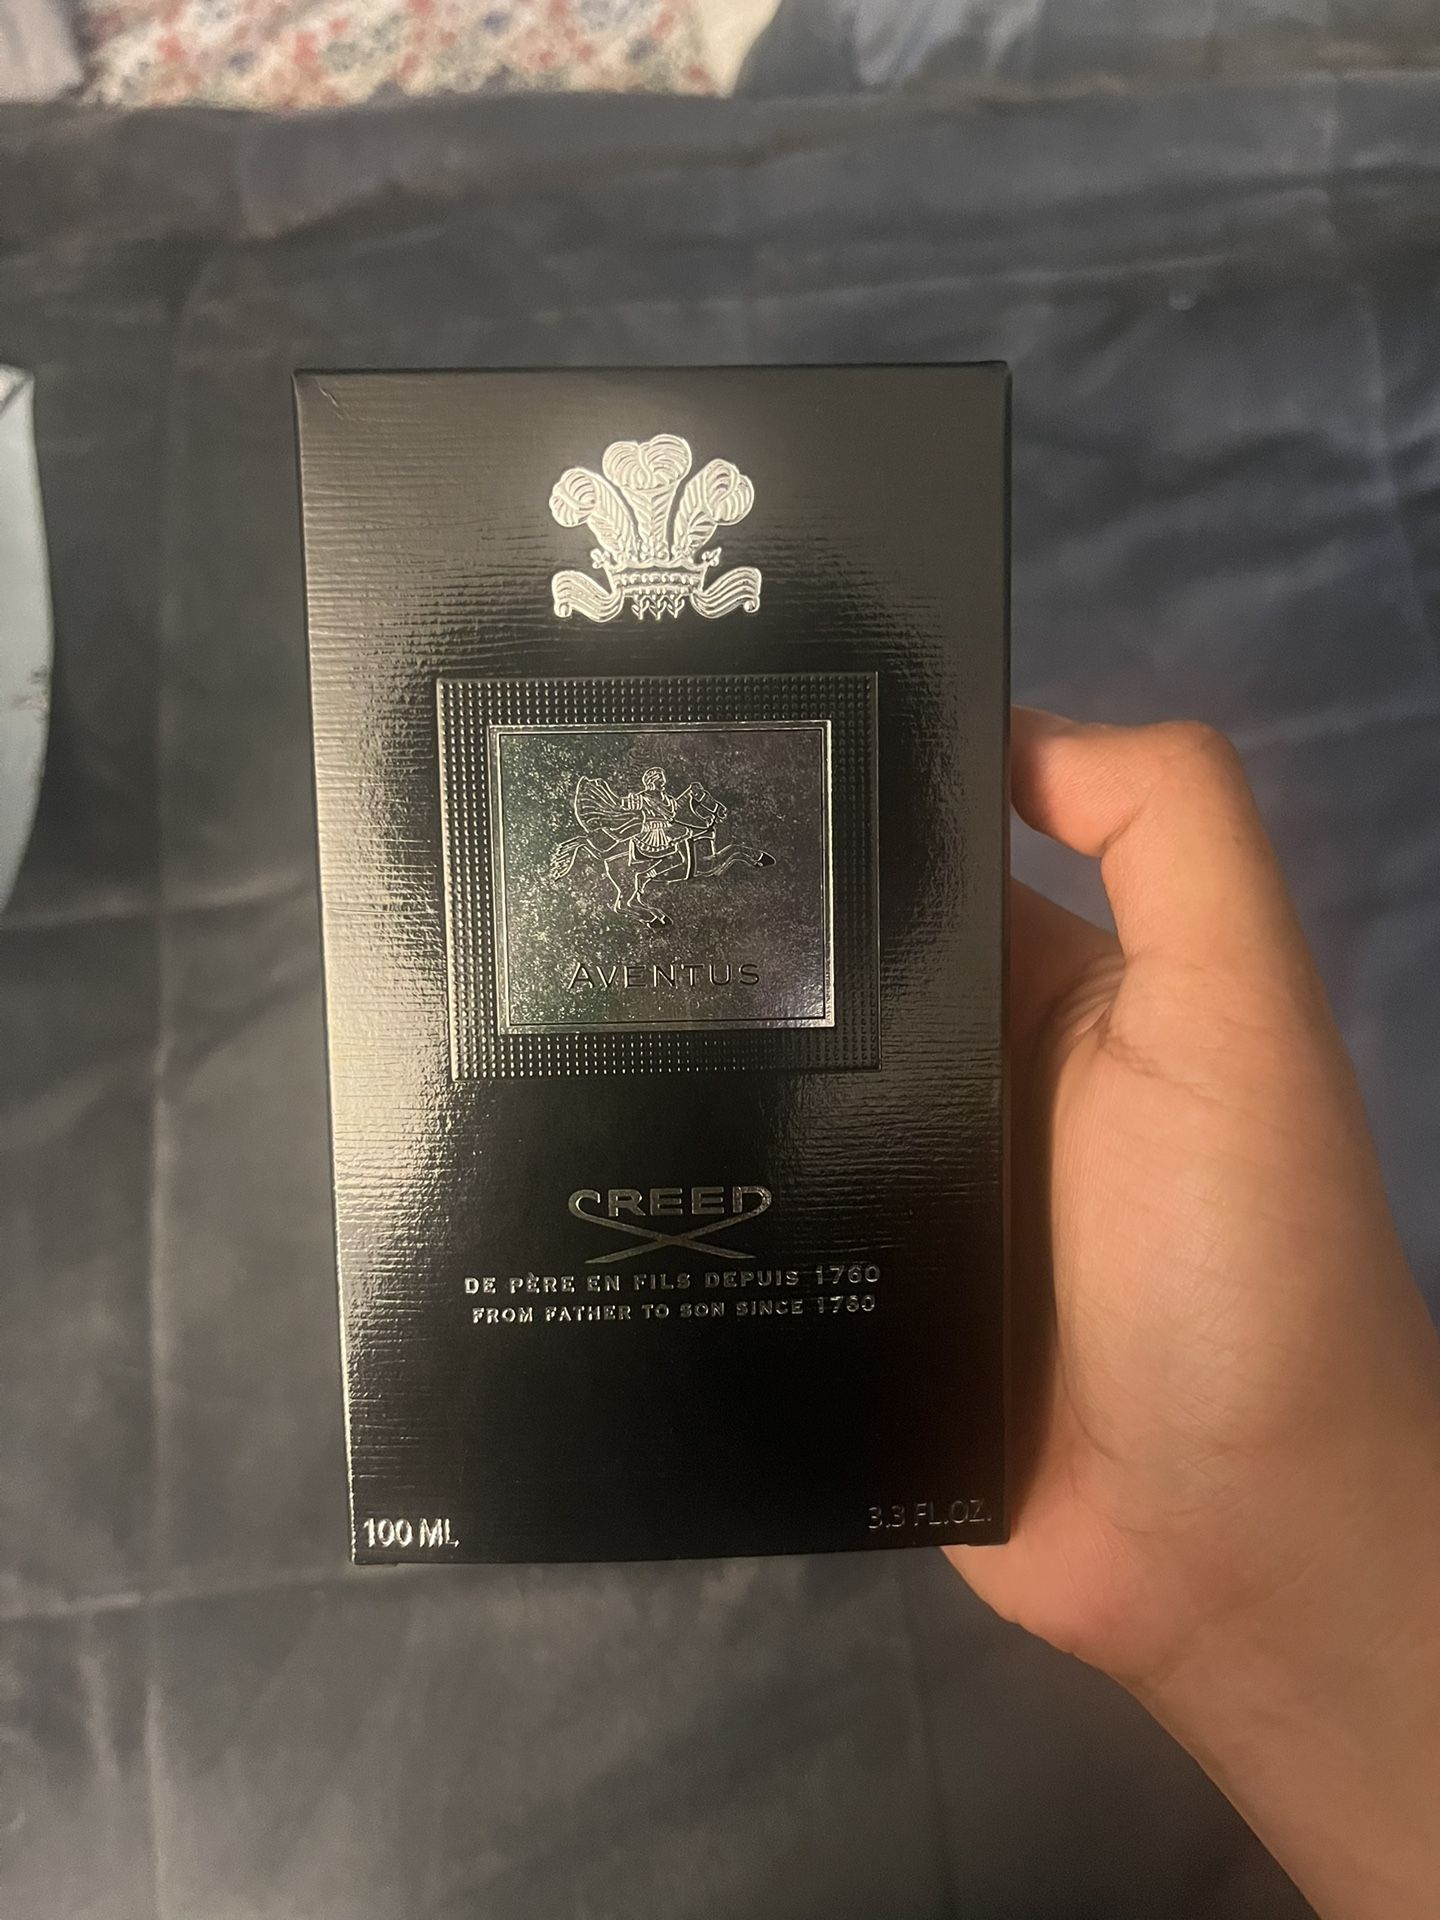 AVENTUS
CREED
DE PÈRE EN FILS DEPUIS 1760
FROM FATHER TO SON SINCE 1760
100 ML
3.3 FL.OZ.